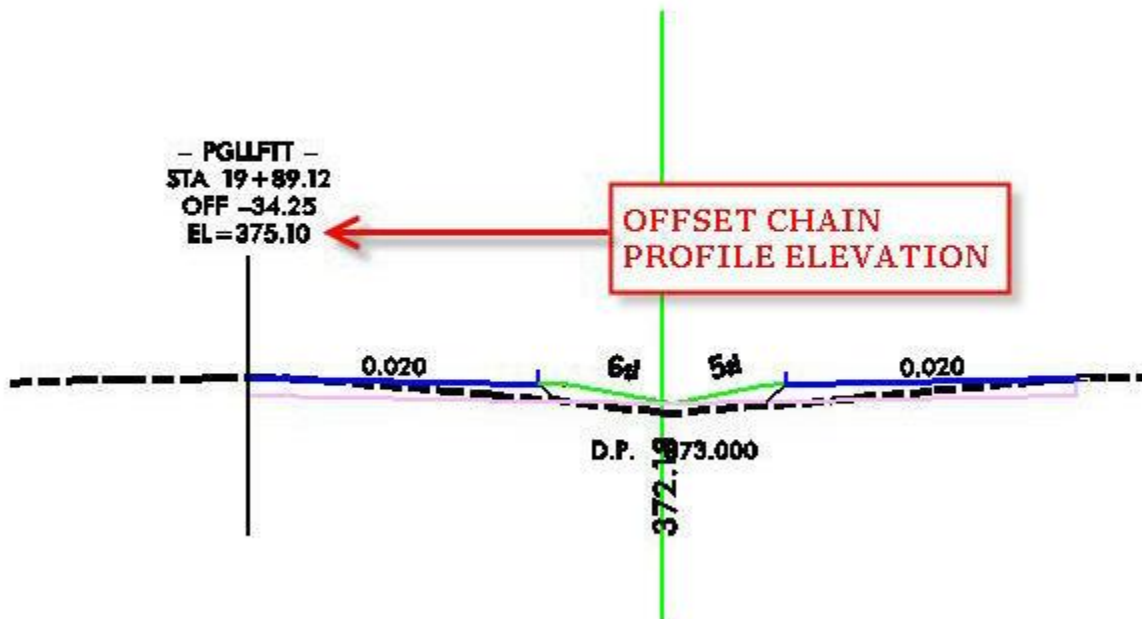 – PGLLFTT –
STA 19+89.12
OFF –34.25
EL=375.10
OFFSET CHAIN
PROFILE ELEVATION
0.020
6:1
5:1
0.020
D.P. 373.000